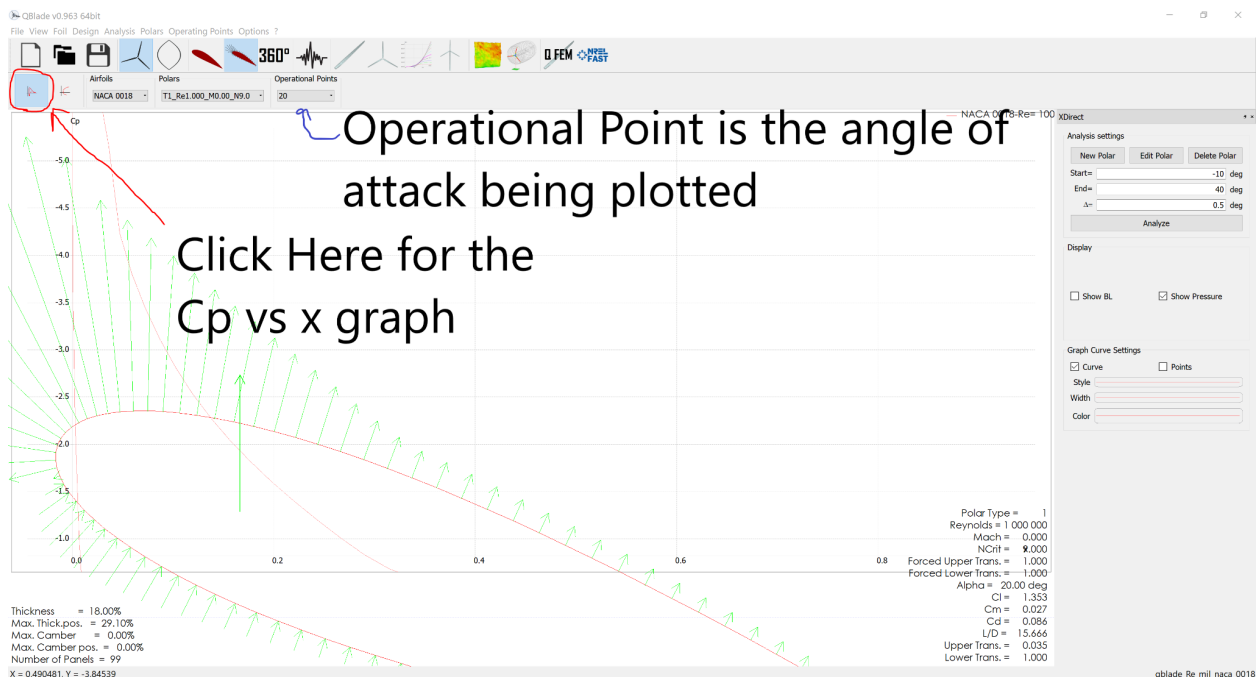 QBlade v0.963 64bit
File View Foil Design Analysis Polars Operating Points Options ?
360° Q FEM MREL FAST
Airfoils Polars Operational Points
NACA 0018 T1_Re1.000_M0.00_N9.0 20
Operational Point is the angle of
attack being plotted
Click Here for the
Cp vs x graph
NACA 0018-Re= 100
Cp
-5.0
-4.5
-4.0
-3.5
-3.0
-2.5
-2.0
-1.5
-1.0
0.0 0.2 0.4 0.6 0.8
XDirect
Analysis settings
New Polar Edit Polar Delete Polar
Start= -10 deg
End= 40 deg
Δ= 0.5 deg
Analyze
Display
Show BL Show Pressure
Graph Curve Settings
Curve Points
Style
Width
Color
Polar Type = 1
Reynolds = 1 000 000
Mach = 0.000
NCrit = 9.000
Forced Upper Trans. = 1.000
Forced Lower Trans. = 1.000
Alpha = 20.00 deg
Cl = 1.353
Cm = 0.027
Cd = 0.086
L/D = 15.666
Upper Trans. = 0.035
Lower Trans. = 1.000
Thickness = 18.00%
Max. Thick.pos. = 29.10%
Max. Camber = 0.00%
Max. Camber pos. = 0.00%
Number of Panels = 99
X = 0.490481, Y = -3.84539
qblade_Re_mil_naca_0018